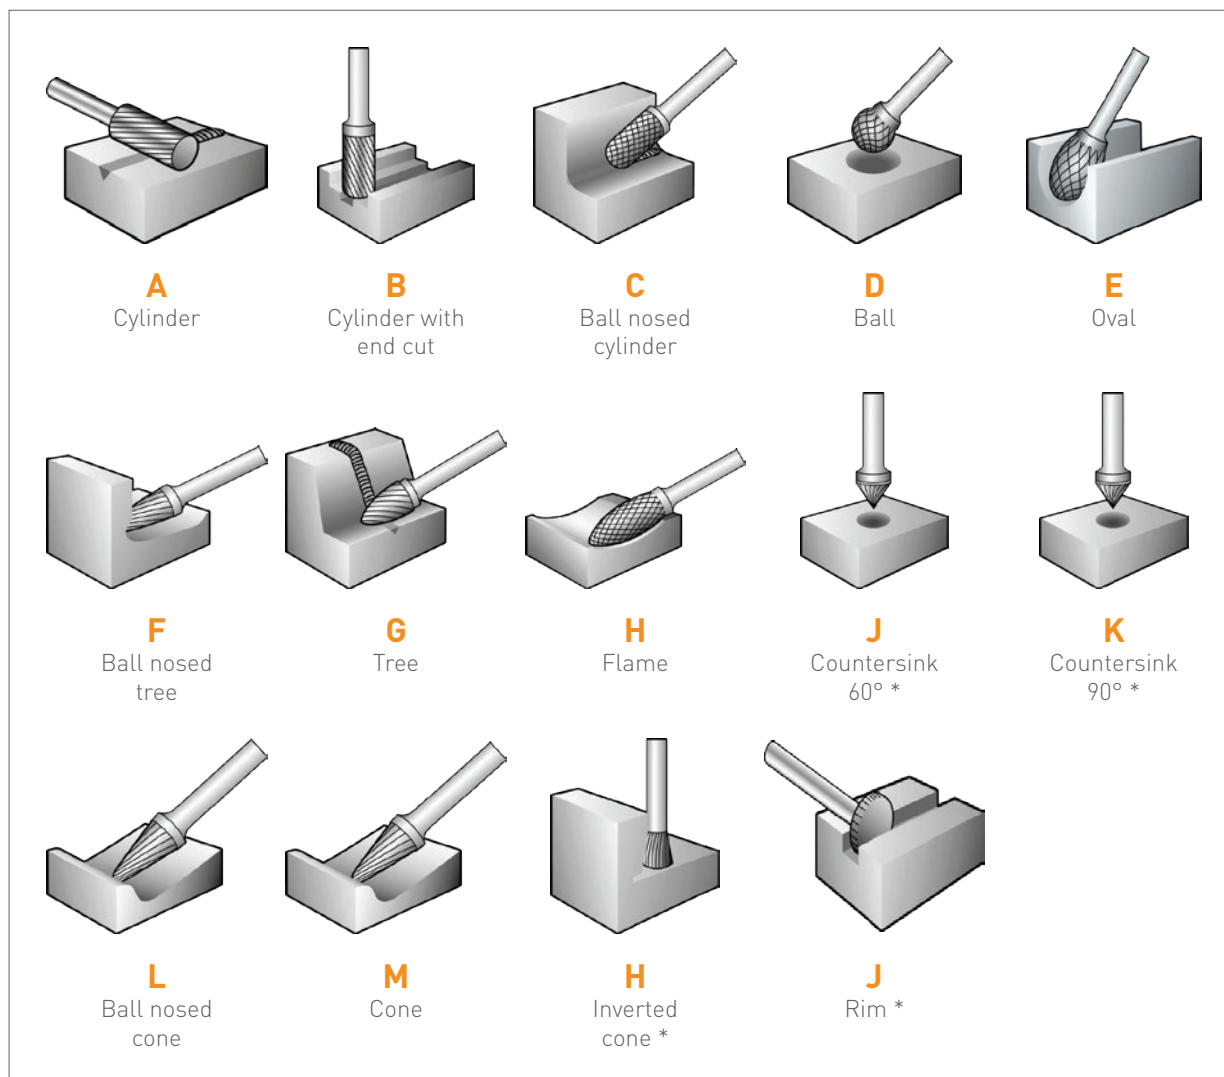 A
Cylinder
B
Cylinder with
end cut
C
Ball nosed
cylinder
D
Ball
E
Oval
F
Ball nosed
tree
G
Tree
H
Flame
J
Countersink
60° *
K
Countersink
90° *
L
Ball nosed
cone
M
Cone
H
Inverted
cone *
J
Rim *